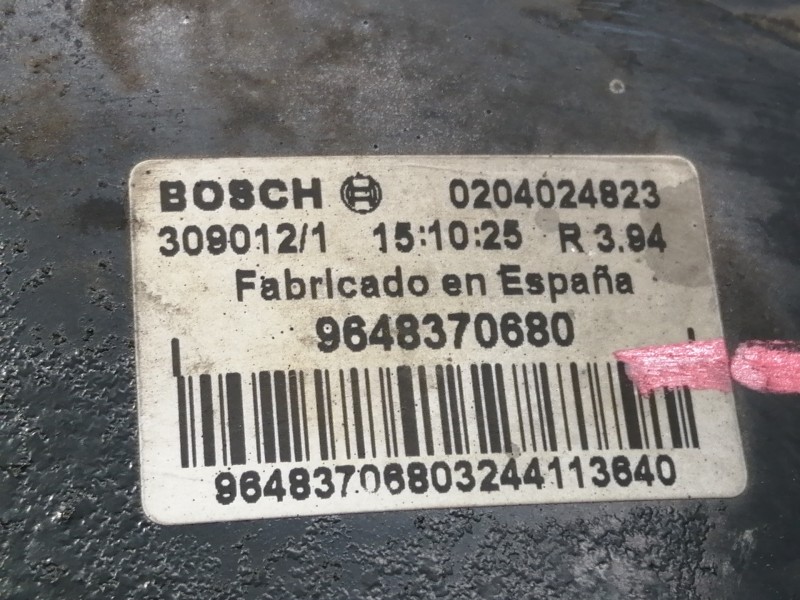 BOSCH 0204024823
309012/1 15:10:25 R 3.94
Fabricado en España
9648370680
96483706803244113640